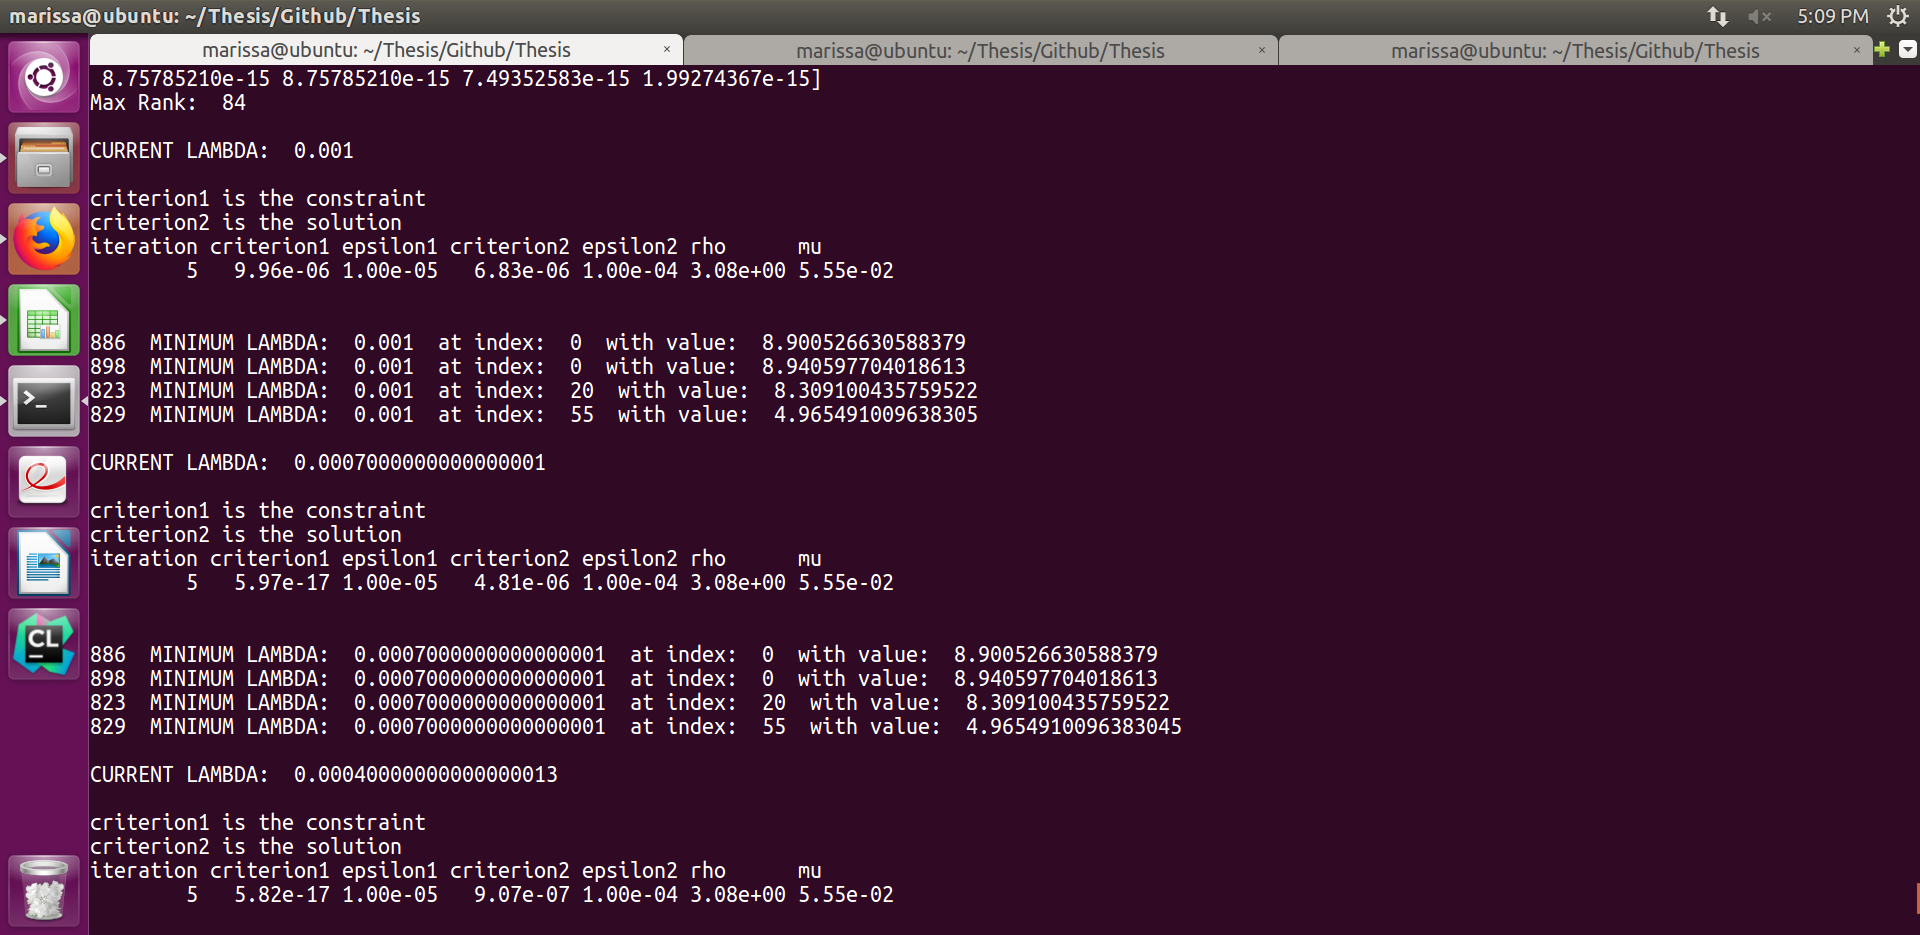 marissa@ubuntu: ~/Thesis/Github/Thesis
5:09 PM
marissa@ubuntu: ~/Thesis/Github/Thesis × marissa@ubuntu: ~/Thesis/Github/Thesis × marissa@ubuntu: ~/Thesis/Github/Thesis ×
8.75785210e-15 8.75785210e-15 7.49352583e-15 1.99274367e-15]
Max Rank:  84
CURRENT LAMBDA:  0.001
criterion1 is the constraint
criterion2 is the solution
iteration criterion1 epsilon1 criterion2 epsilon2 rho      mu
        5   9.96e-06 1.00e-05   6.83e-06 1.00e-04 3.08e+00 5.55e-02
886  MINIMUM LAMBDA:  0.001  at index:  0  with value:  8.900526630588379
898  MINIMUM LAMBDA:  0.001  at index:  0  with value:  8.940597704018613
823  MINIMUM LAMBDA:  0.001  at index:  20  with value:  8.309100435759522
829  MINIMUM LAMBDA:  0.001  at index:  55  with value:  4.965491009638305
CURRENT LAMBDA:  0.0007000000000000001
criterion1 is the constraint
criterion2 is the solution
iteration criterion1 epsilon1 criterion2 epsilon2 rho      mu
        5   5.97e-17 1.00e-05   4.81e-06 1.00e-04 3.08e+00 5.55e-02
886  MINIMUM LAMBDA:  0.0007000000000000001  at index:  0  with value:  8.900526630588379
898  MINIMUM LAMBDA:  0.0007000000000000001  at index:  0  with value:  8.940597704018613
823  MINIMUM LAMBDA:  0.0007000000000000001  at index:  20  with value:  8.309100435759522
829  MINIMUM LAMBDA:  0.0007000000000000001  at index:  55  with value:  4.9654910096383045
CURRENT LAMBDA:  0.00040000000000000013
criterion1 is the constraint
criterion2 is the solution
iteration criterion1 epsilon1 criterion2 epsilon2 rho      mu
        5   5.82e-17 1.00e-05   9.07e-07 1.00e-04 3.08e+00 5.55e-02
>_
CL